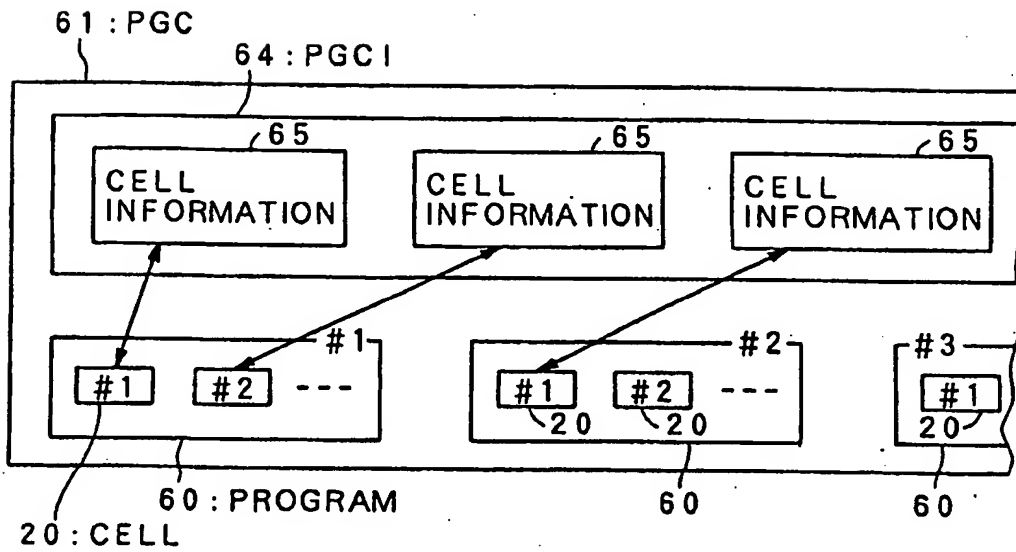 61:PGC
64:PGCI
65 65 65
CELL INFORMATION
CELL INFORMATION
CELL INFORMATION
#1 #2 #3
#1 #2 --- #1 #2 --- #1
20 20 20
60:PROGRAM 60 60
20:CELL